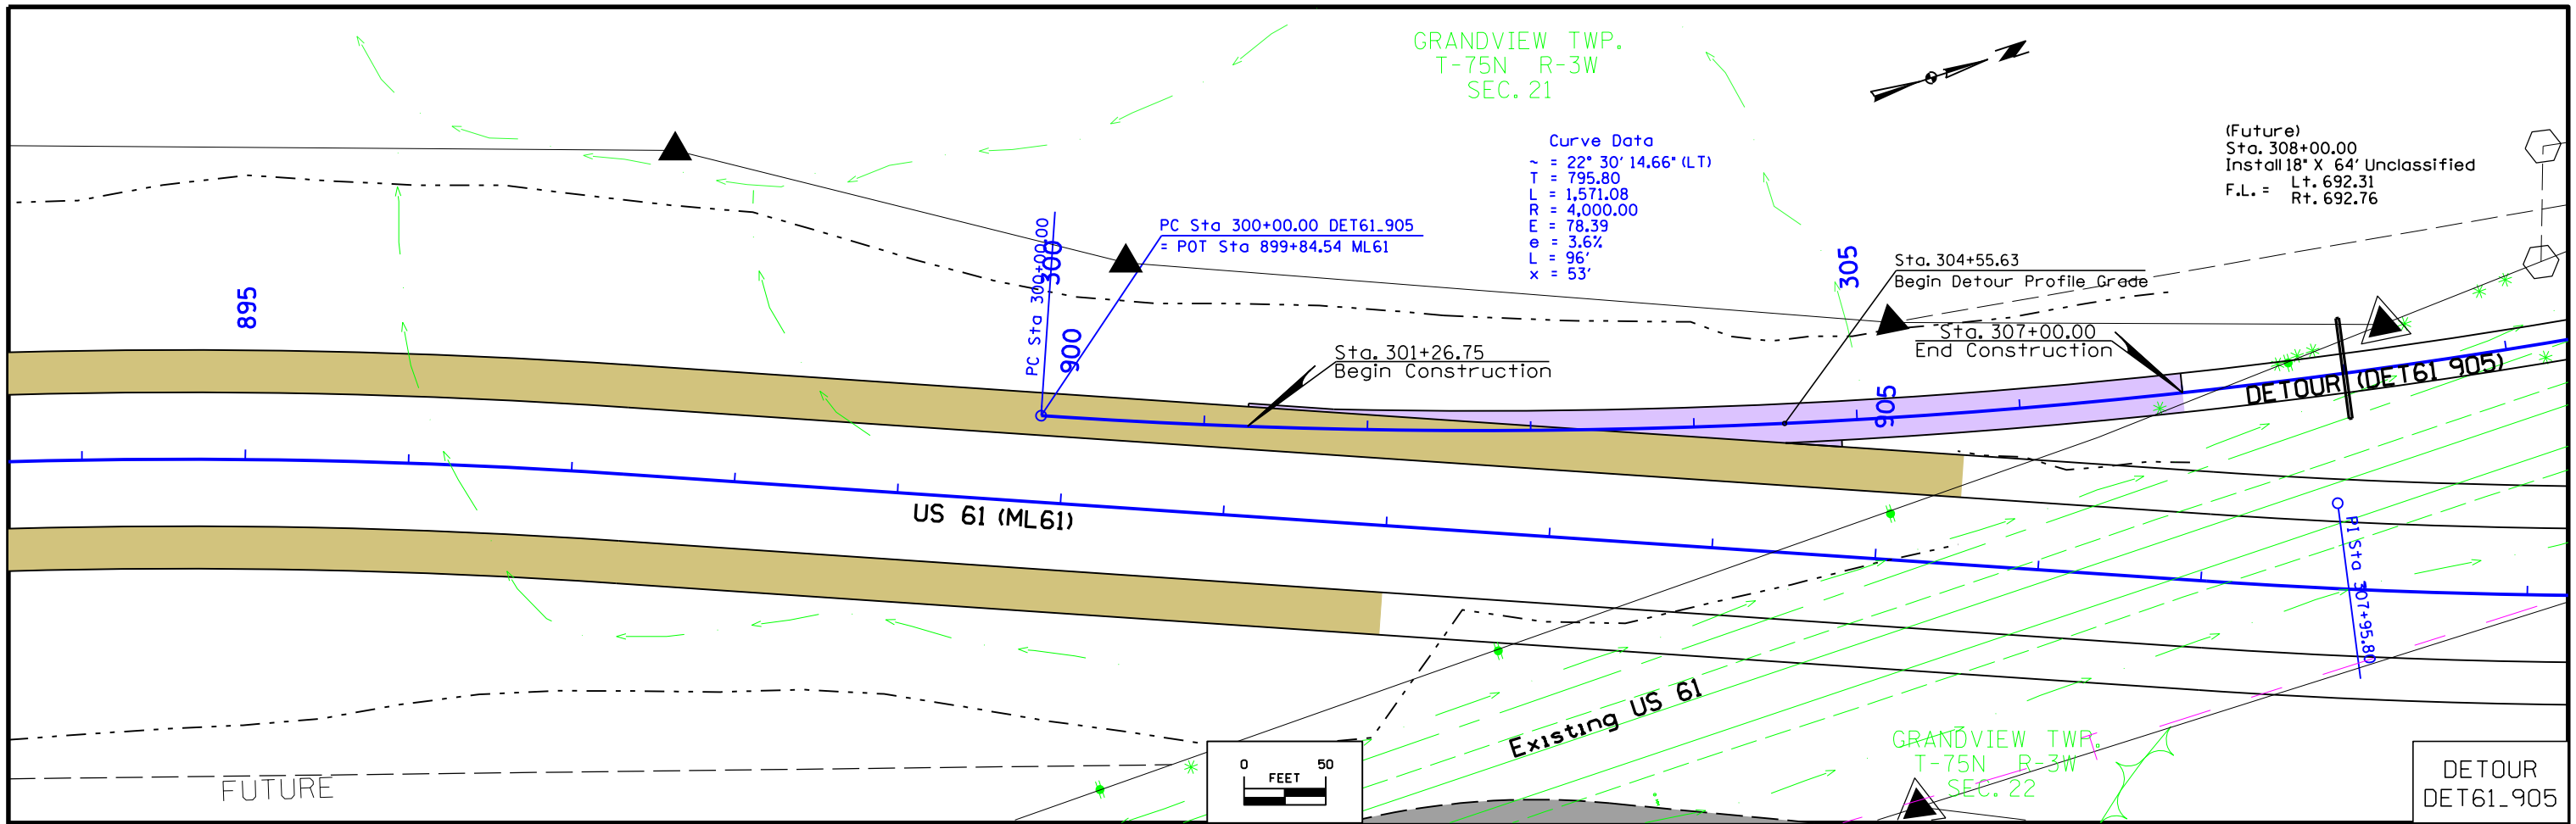 GRANDVIEW TWP.
T-75N R-3W
SEC. 21
Curve Data
~ = 22° 30' 14.66" (LT)
T = 795.80
L = 1,571.08
R = 4,000.00
E = 78.39
e = 3.6%
L = 96'
x = 53'
(Future)
Sta. 308+00.00
Install 18" X 64' Unclassified
F.L. = Lt. 692.31
Rt. 692.76
PC Sta 300+00.00
300
PC Sta 300+00.00 DET61_905
= POT Sta 899+84.54 ML61
895
900
305
905
Sta. 304+55.63
Begin Detour Profile Grade
Sta. 307+00.00
End Construction
Sta. 301+26.75
Begin Construction
DETOUR (DET61 905)
US 61 (ML61)
PI Sta 307+95.80
Existing US 61
GRANDVIEW TWP.
T-75N R-3W
SEC. 22
FUTURE
0 50
FEET
DETOUR
DET61_905